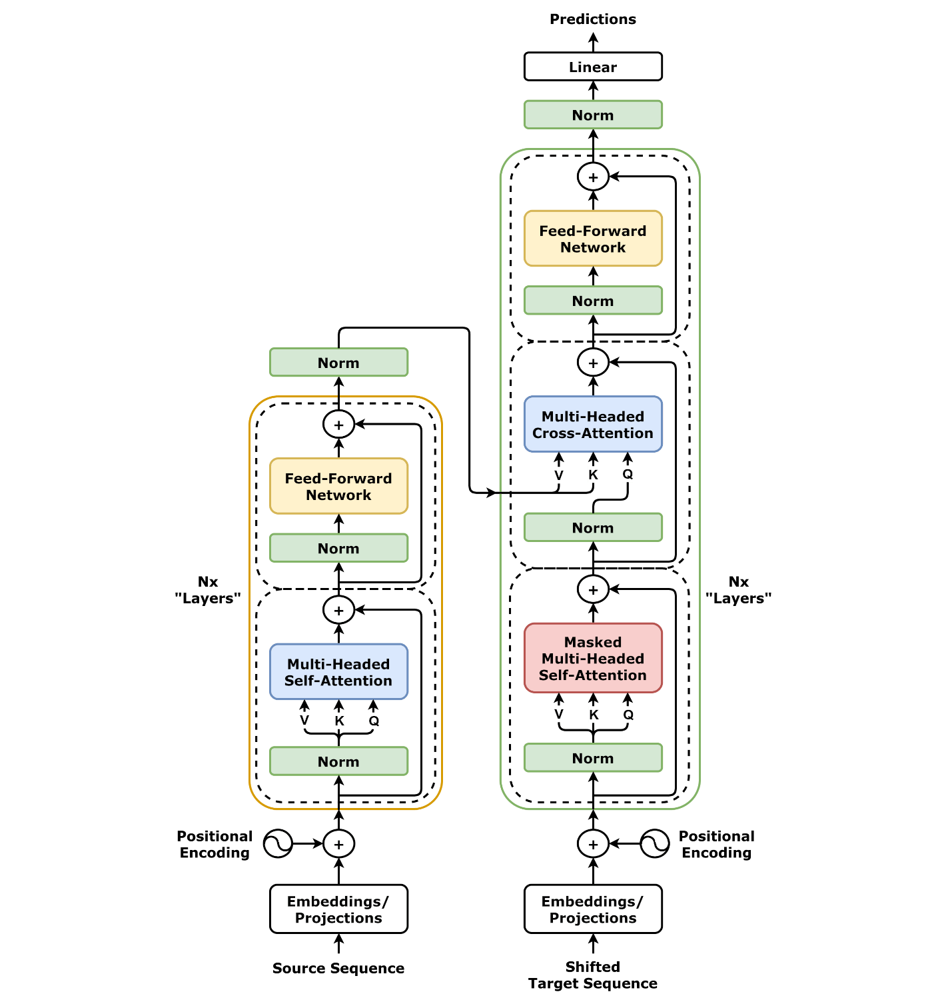 Predictions
Linear
Norm
+
Feed-Forward
Network
Norm
+
Multi-Headed
Cross-Attention
V K Q
Norm
+
Masked
Multi-Headed
Self-Attention
V K Q
Norm
Nx
"Layers"
+
Positional
Encoding
Embeddings/
Projections
Shifted
Target Sequence
Norm
+
Feed-Forward
Network
Norm
+
Multi-Headed
Self-Attention
V K Q
Norm
Nx
"Layers"
Positional
Encoding
+
Embeddings/
Projections
Source Sequence